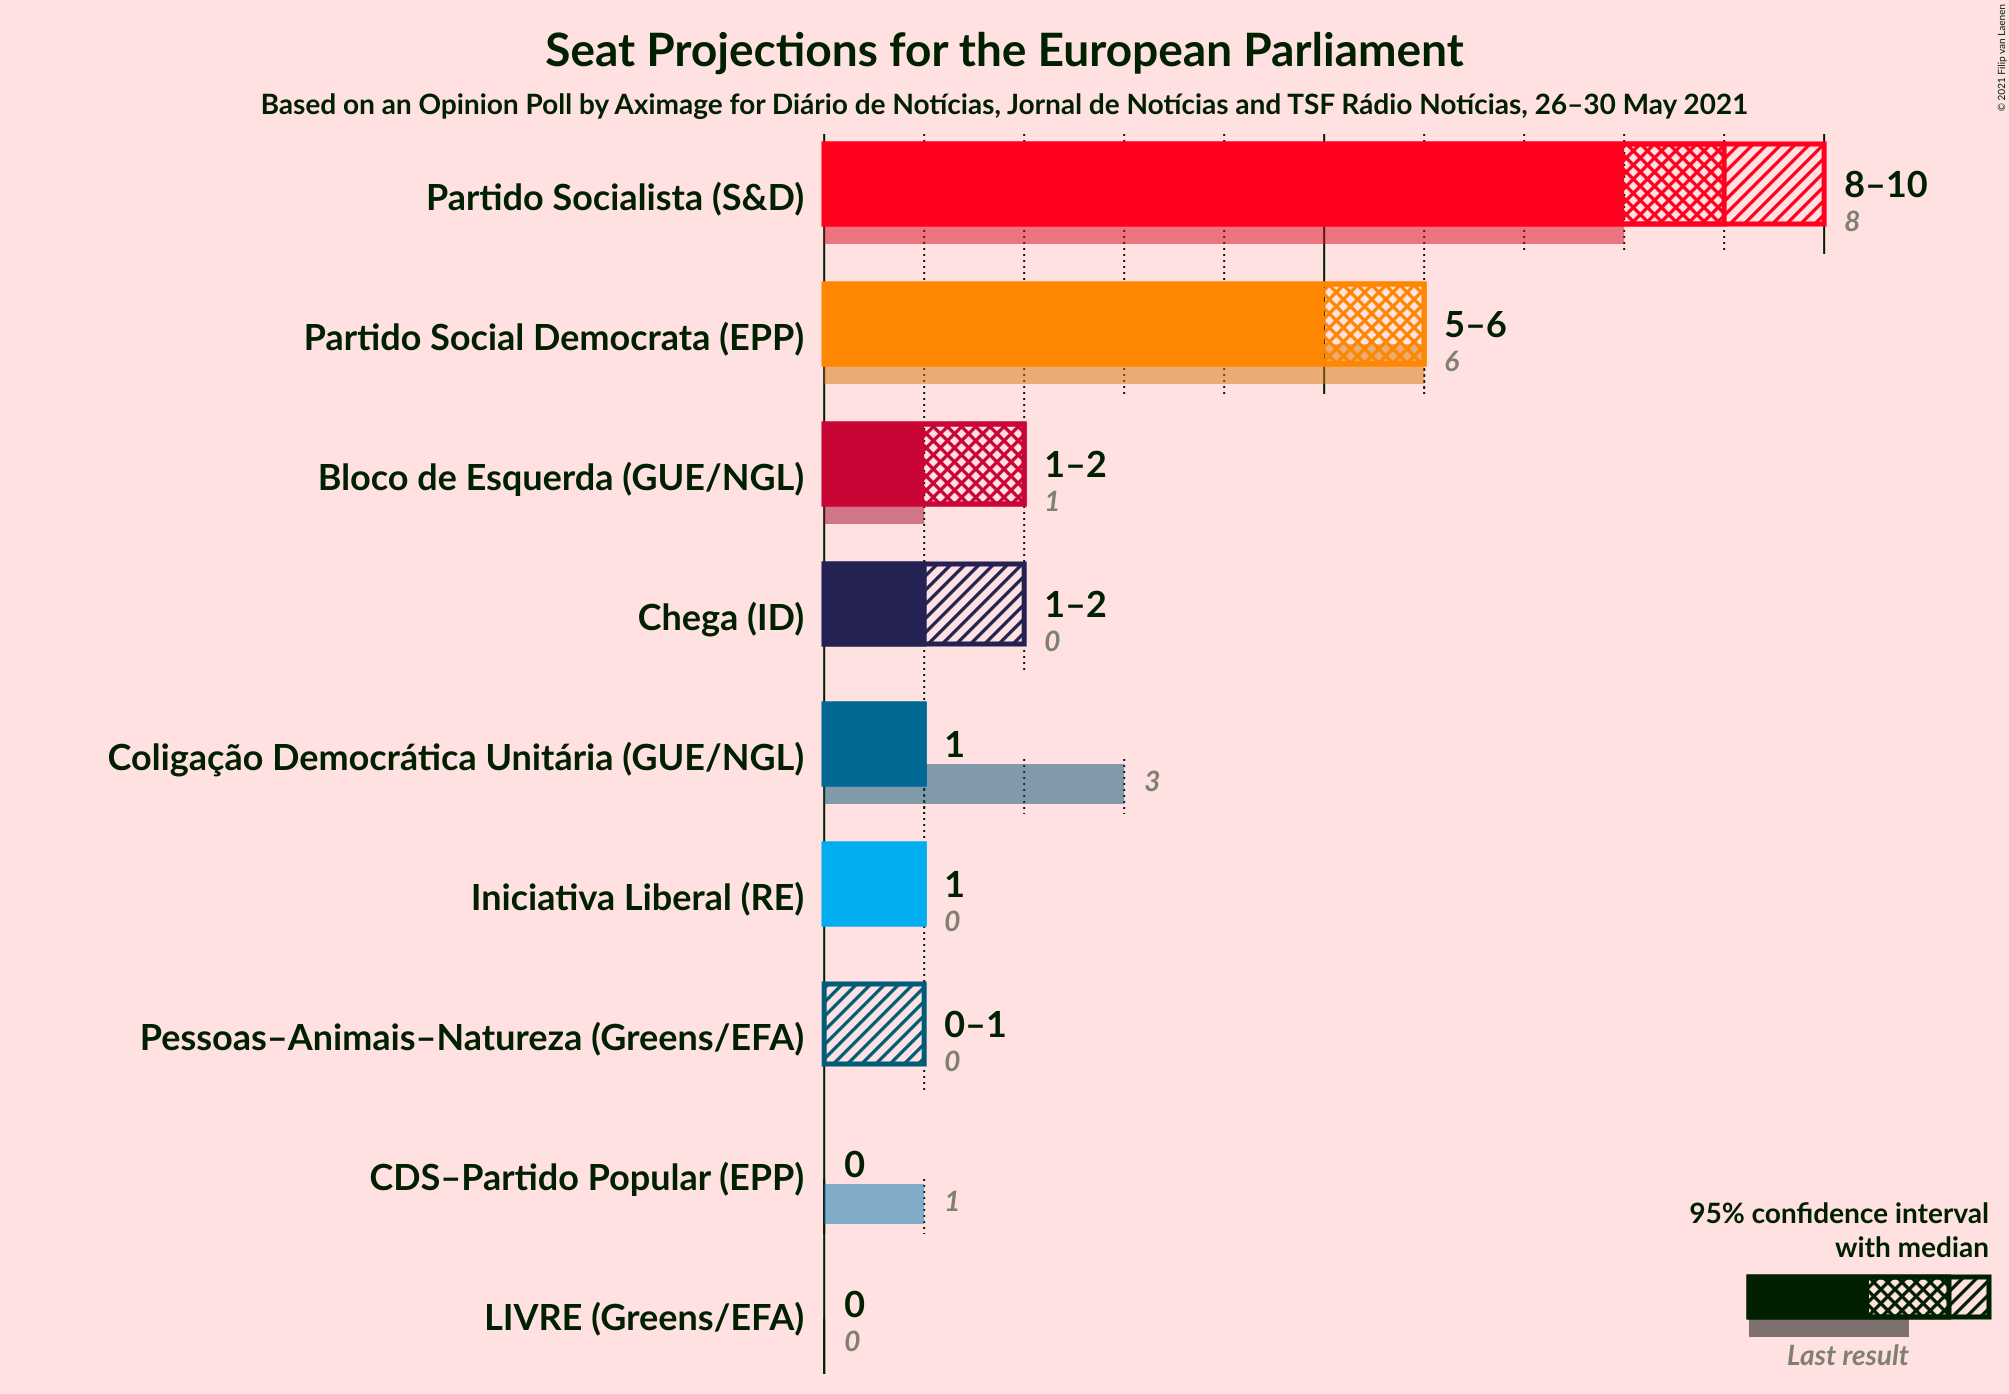 Seat Projections for the European Parliament
Based on an Opinion Poll by Aximage for Diário de Notícias, Jornal de Notícias and TSF Rádio Notícias, 26–30 May 2021
© 2021 Filip van Laenen
Partido Socialista (S&D)
8–10
8
Partido Social Democrata (EPP)
5–6
6
Bloco de Esquerda (GUE/NGL)
1–2
1
Chega (ID)
1–2
0
Coligação Democrática Unitária (GUE/NGL)
1
3
Iniciativa Liberal (RE)
1
0
Pessoas–Animais–Natureza (Greens/EFA)
0–1
0
CDS–Partido Popular (EPP)
0
1
LIVRE (Greens/EFA)
0
0
95% confidence interval
with median
Last result